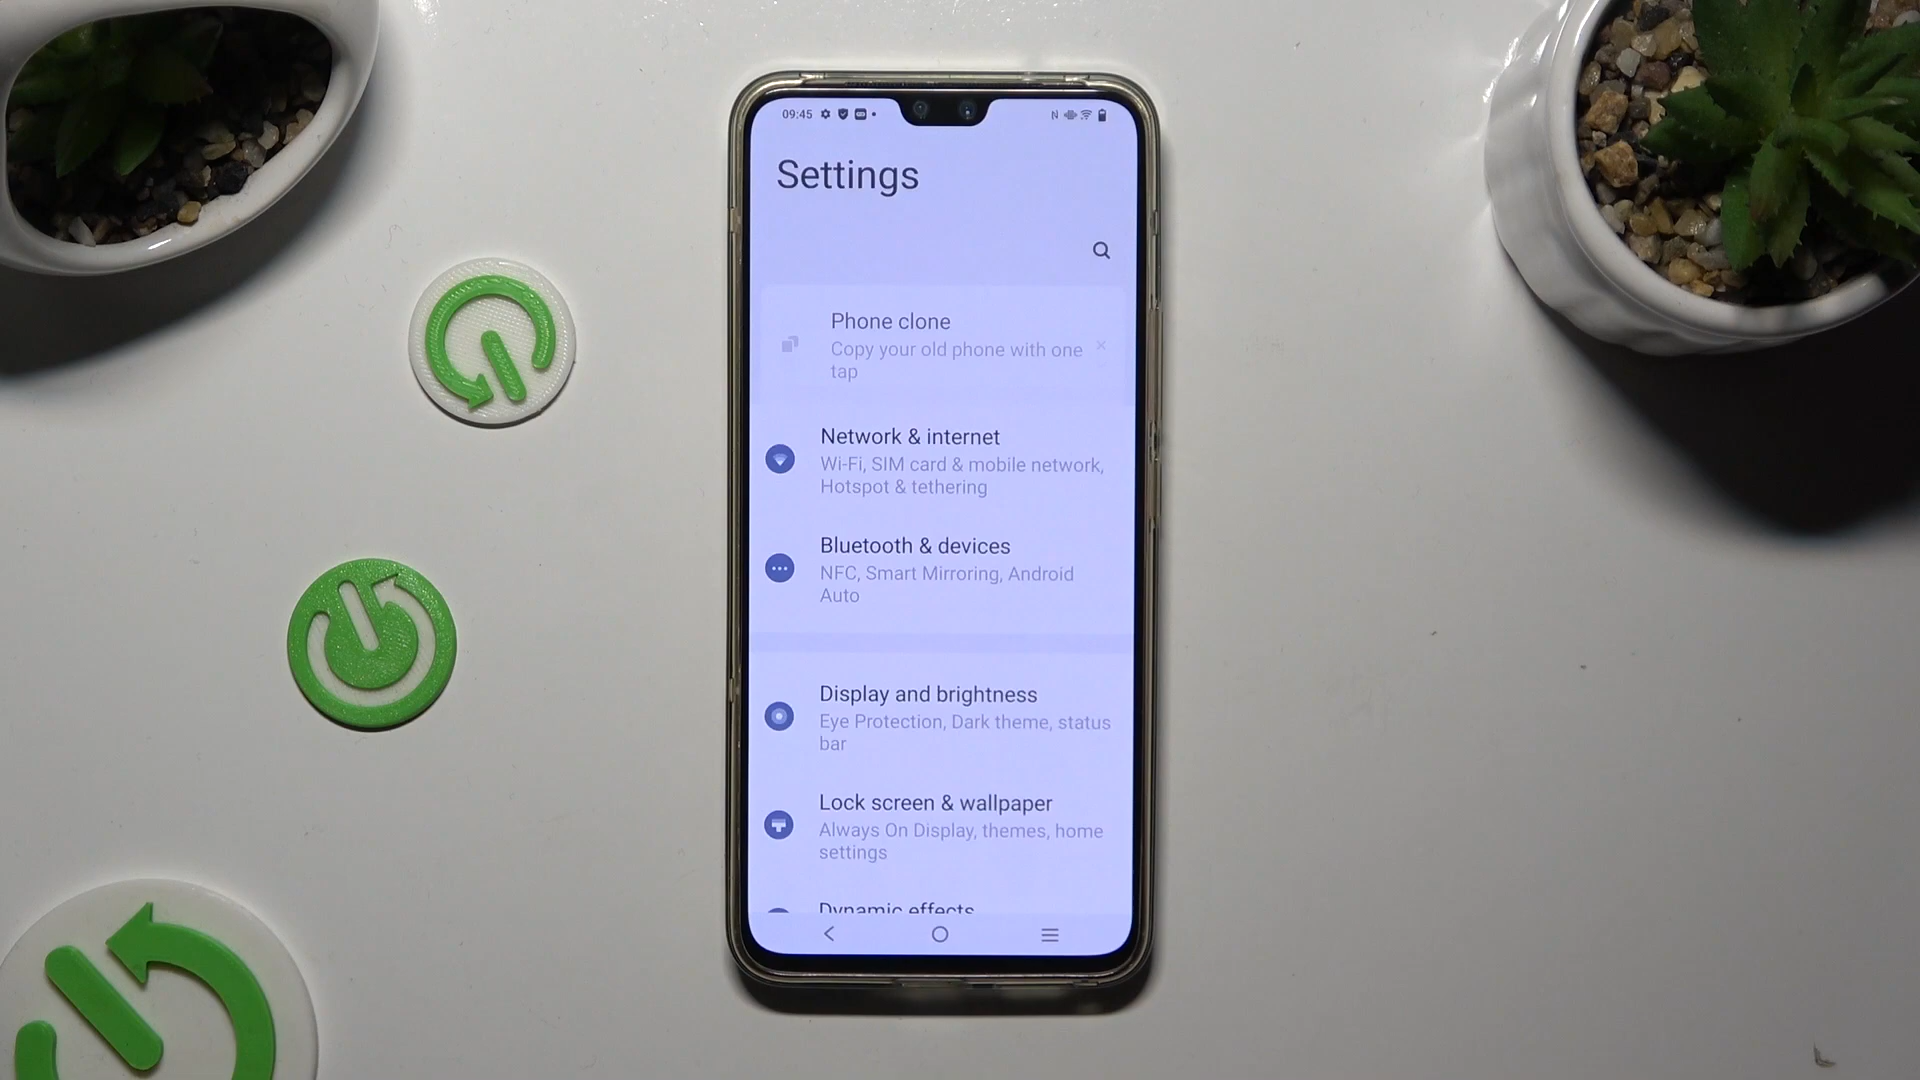 09:45
Settings
Phone clone
Copy your old phone with one
tap
Network & internet
Wi-Fi, SIM card & mobile network,
Hotspot & tethering
Bluetooth & devices
NFC, Smart Mirroring, Android
Auto
Display and brightness
Eye Protection, Dark theme, status
bar
Lock screen & wallpaper
Always On Display, themes, home
settings
Dynamic effects